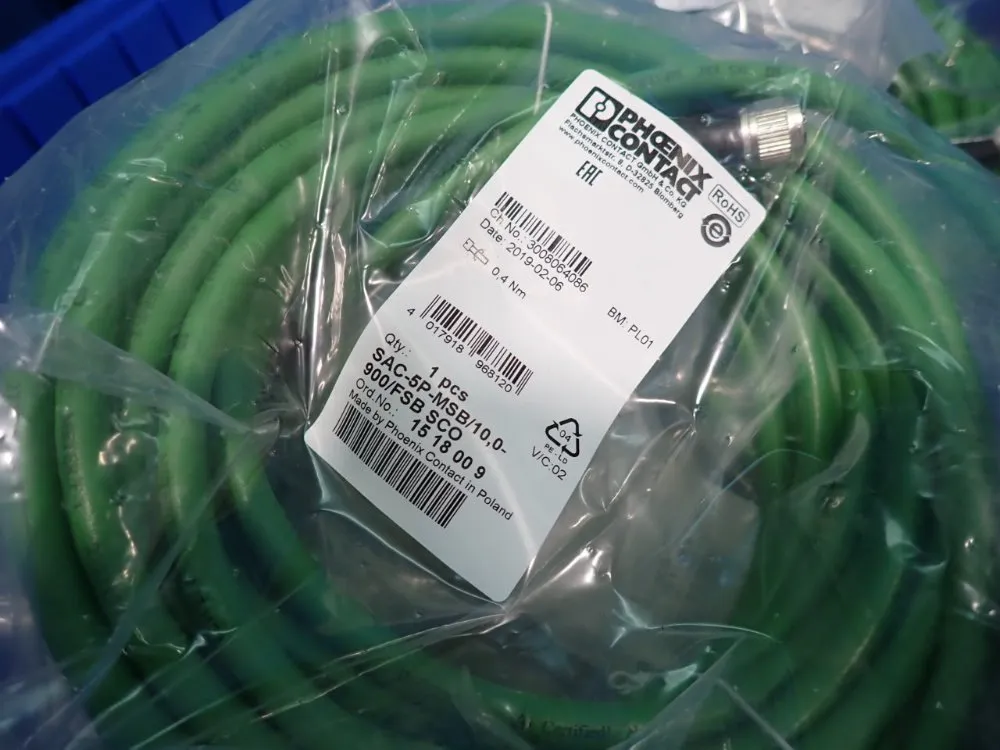 PHŒNIX
CONTACT
PHOENIX CONTACT GmbH & Co. KG
Flachsmarktstr. 8, D-32825 Blomberg
www.phoenixcontact.com
EAC
RoHS
e
Ch. No.: 3008064086
Date: 2019-02-06
0,4 Nm
BM: PL01
4 017918 968120
Qty.: 1 pcs
SAC-5P-MSB/10,0-
900/FSB SCO
Ord.No.: 15 18 00 9
Made by Phoenix Contact in Poland
04
PE-LD
V/C.02